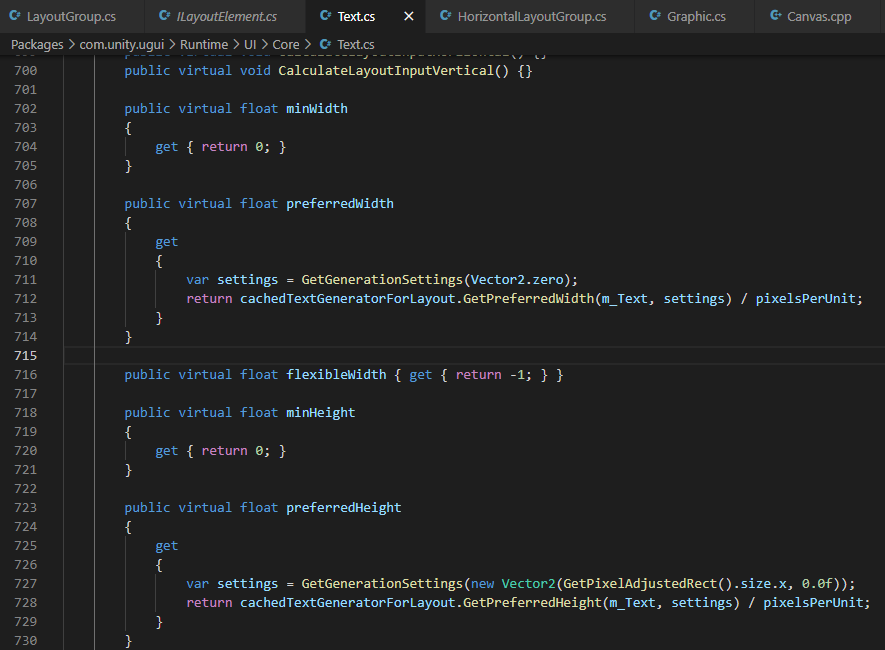 LayoutGroup.cs ILayoutElement.cs Text.cs HorizontalLayoutGroup.cs Graphic.cs Canvas.cpp
Packages > com.unity.ugui > Runtime > UI > Core > Text.cs
700 public virtual void CalculateLayoutInputVertical() {}
701
702 public virtual float minWidth
703 {
704 get { return 0; }
705 }
706
707 public virtual float preferredWidth
708 {
709 get
710 {
711 var settings = GetGenerationSettings(Vector2.zero);
712 return cachedTextGeneratorForLayout.GetPreferredWidth(m_Text, settings) / pixelsPerUnit;
713 }
714 }
715
716 public virtual float flexibleWidth { get { return -1; } }
717
718 public virtual float minHeight
719 {
720 get { return 0; }
721 }
722
723 public virtual float preferredHeight
724 {
725 get
726 {
727 var settings = GetGenerationSettings(new Vector2(GetPixelAdjustedRect().size.x, 0.0f));
728 return cachedTextGeneratorForLayout.GetPreferredHeight(m_Text, settings) / pixelsPerUnit;
729 }
730 }